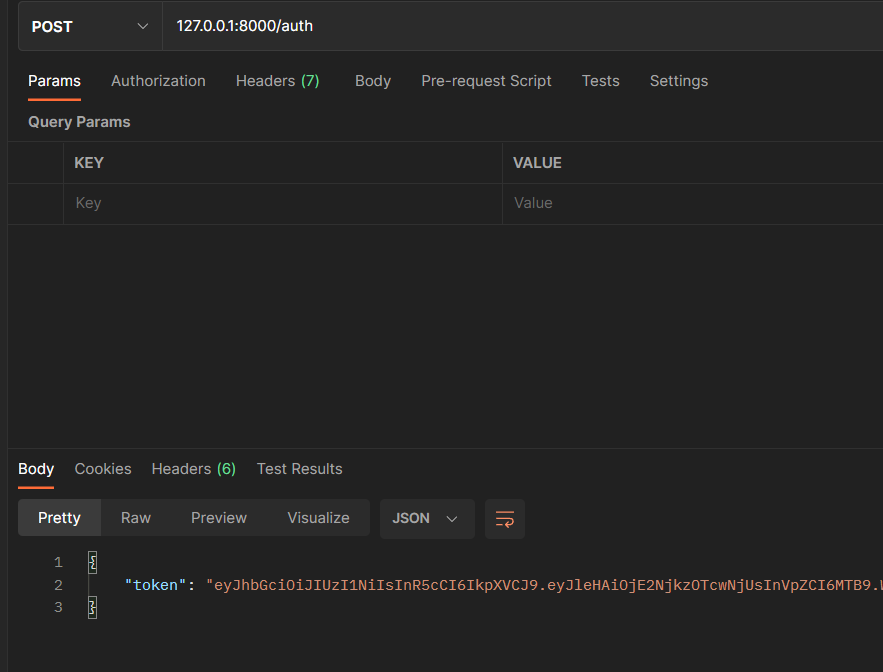 POST 127.0.0.1:8000/auth
Params Authorization Headers (7) Body Pre-request Script Tests Settings
Query Params
KEY VALUE
Key Value
Body Cookies Headers (6) Test Results
Pretty Raw Preview Visualize JSON
1 {
2 "token": "eyJhbGciOiJIUzI1NiIsInR5cCI6IkpXVCJ9.eyJleHAiOjE2NjkzOTcwNjUsInVpZCI6MTB9.
3 }